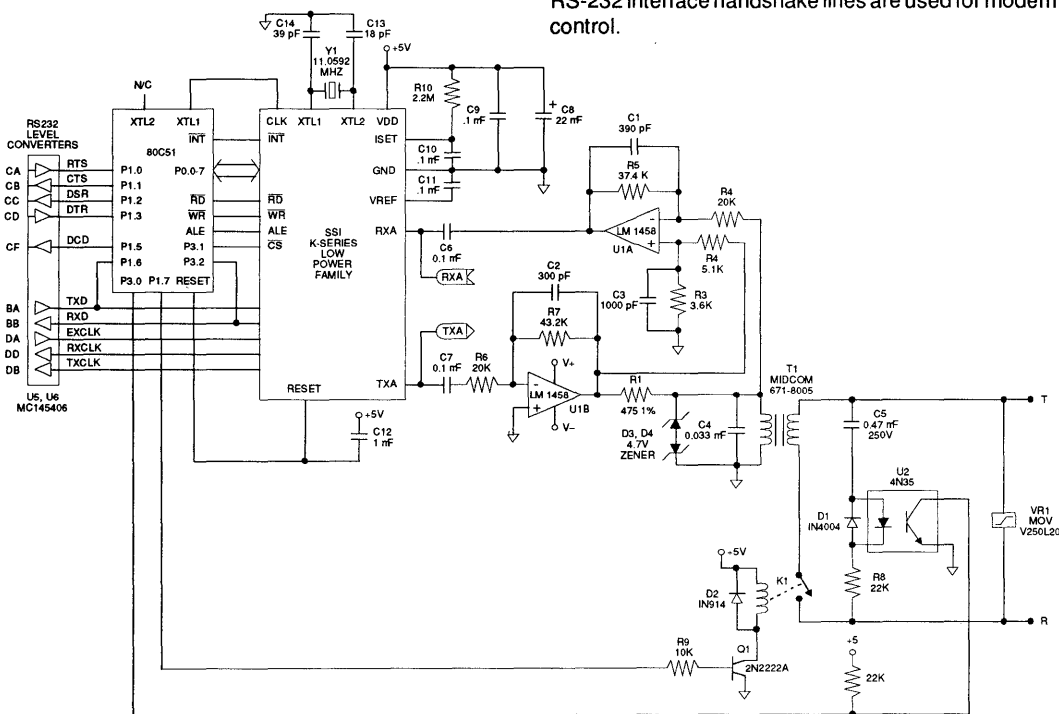 RS-232 interface handshake lines are used for modem
control.
C14
39 pF
C13
18 pF
Y1
11.0592
MHZ
+5V
N/C
R10
2.2M
C9
.1 mF
+
C8
22 mF
C10
.1 mF
C11
.1 mF
RS232
LEVEL
CONVERTERS
CA
CB
CC
CD
CF
BA
BB
DA
DD
DB
RTS
CTS
DSR
DTR
DCD
TXD
RXD
EXCLK
RXCLK
TXCLK
U5, U6
MC145406
XTL2
XTL1
INT
80C51
P1.0
P0.0-7
P1.1
P1.2
RD
P1.3
WR
ALE
P1.5
P3.1
P1.6
P3.2
P3.0
P1.7
RESET
CLK
XTL1
XTL2
VDD
INT
ISET
GND
VREF
RD
WR
ALE
CS
RXA
SSI
K-SERIES
LOW
POWER
FAMILY
TXA
RESET
+5V
C12
1 mF
C6
0.1 mF
RXA
TXA
C7
0.1 mF
R6
20K
C2
300 pF
R7
43.2K
V+
-
LM 1458
+
U1B
V–
C1
390 pF
R5
37.4 K
R4
20K
-
LM 1458
+
U1A
R4
5.1K
C3
1000 pF
R3
3.6K
R1
475 1%
D3, D4
4.7V
ZENER
C4
0.033 mF
T1
MIDCOM
671-8005
T
C5
0.47 mF
250V
U2
4N35
D1
IN4004
VR1
MOV
V250L20
R8
22K
R
+5V
D2
IN914
K1
R9
10K
Q1
2N2222A
+5
22K